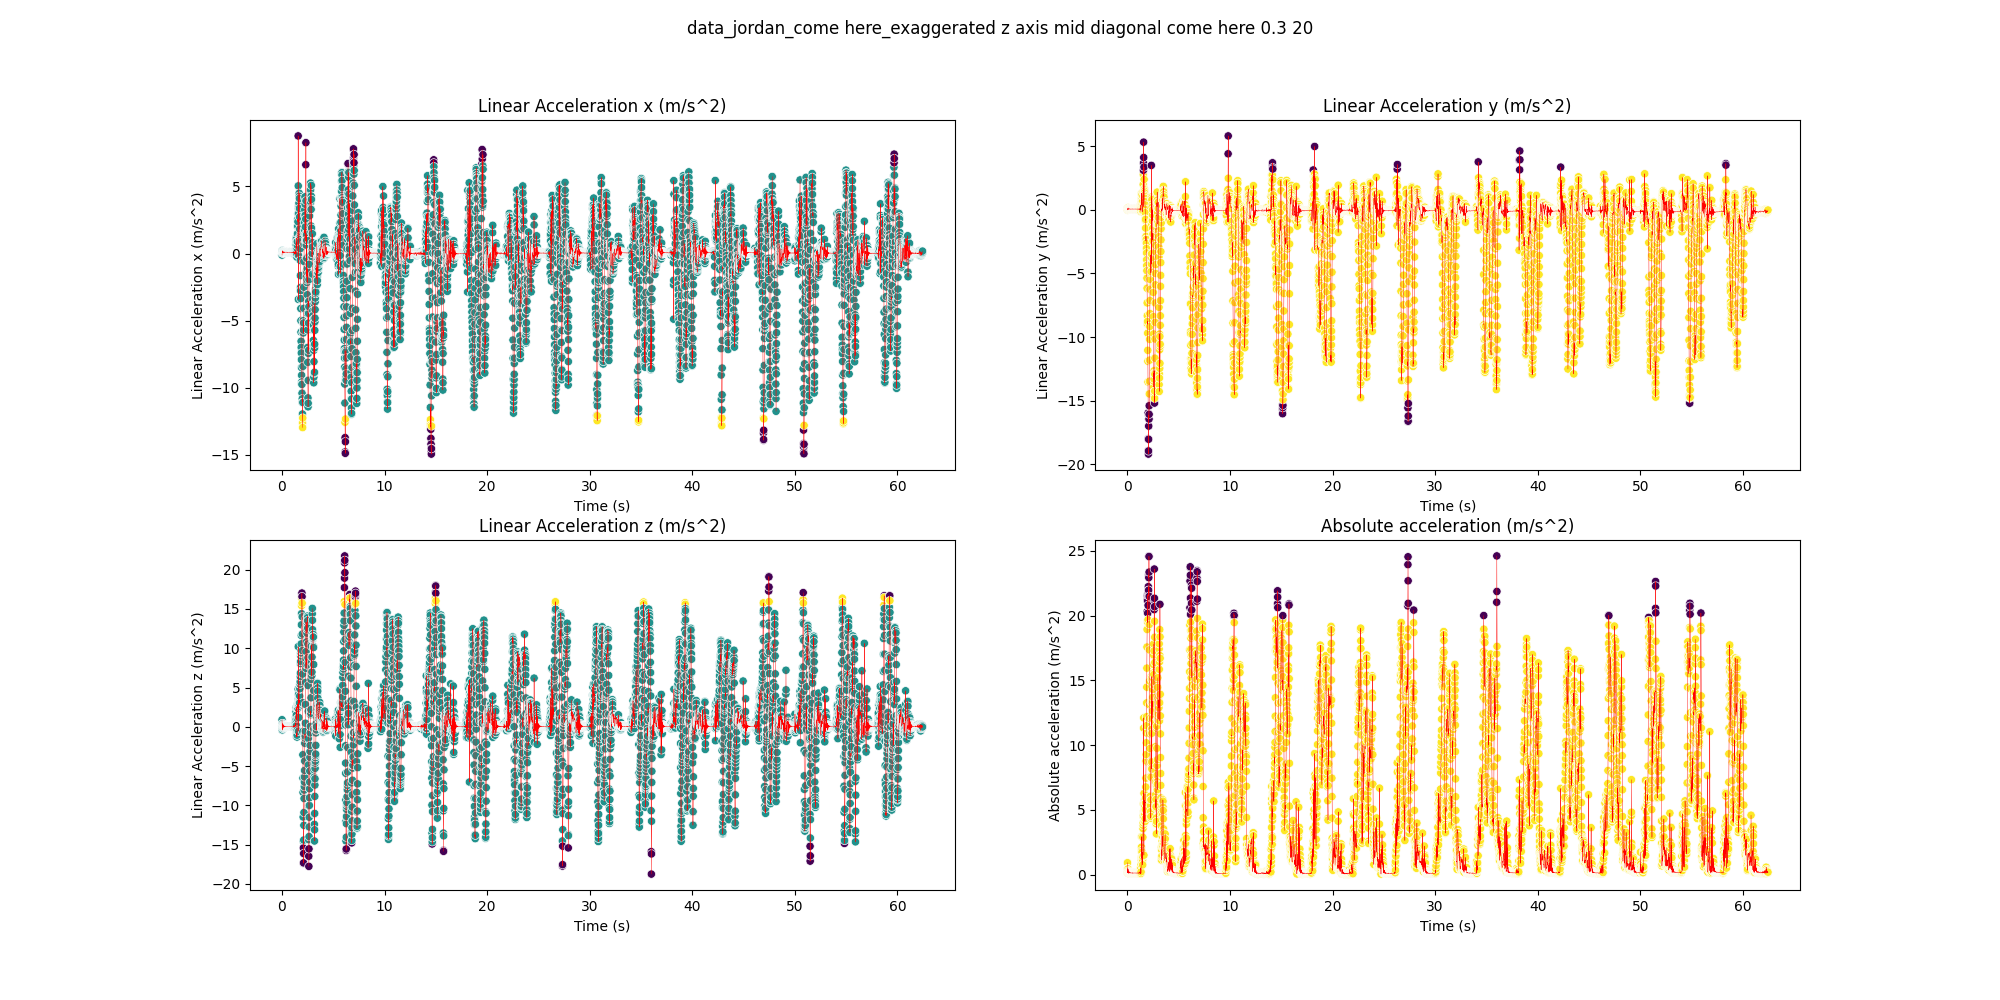 data_jordan_come here_exaggerated z axis mid diagonal come here 0.3 20
Linear Acceleration x (m/s^2)
Linear Acceleration x (m/s^2)
5
0
−5
−10
−15
0 10 20 30 40 50 60
Time (s)
Linear Acceleration y (m/s^2)
Linear Acceleration y (m/s^2)
5
0
−5
−10
−15
−20
0 10 20 30 40 50 60
Time (s)
Linear Acceleration z (m/s^2)
Linear Acceleration z (m/s^2)
20
15
10
5
0
−5
−10
−15
−20
0 10 20 30 40 50 60
Time (s)
Absolute acceleration (m/s^2)
Absolute acceleration (m/s^2)
25
20
15
10
5
0
0 10 20 30 40 50 60
Time (s)